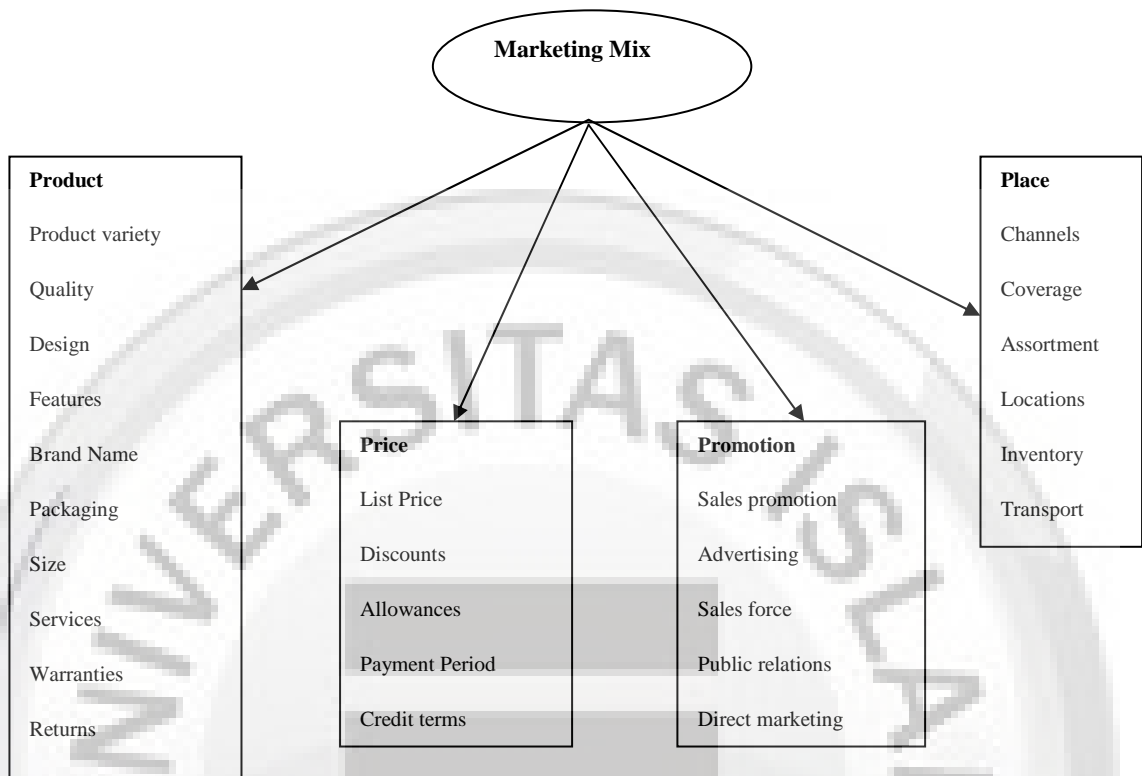 Marketing Mix
Product
Product variety
Quality
Design
Features
Brand Name
Packaging
Size
Services
Warranties
Returns
Price
List Price
Discounts
Allowances
Payment Period
Credit terms
Promotion
Sales promotion
Advertising
Sales force
Public relations
Direct marketing
Place
Channels
Coverage
Assortment
Locations
Inventory
Transport
UNIVERSITAS ISLA